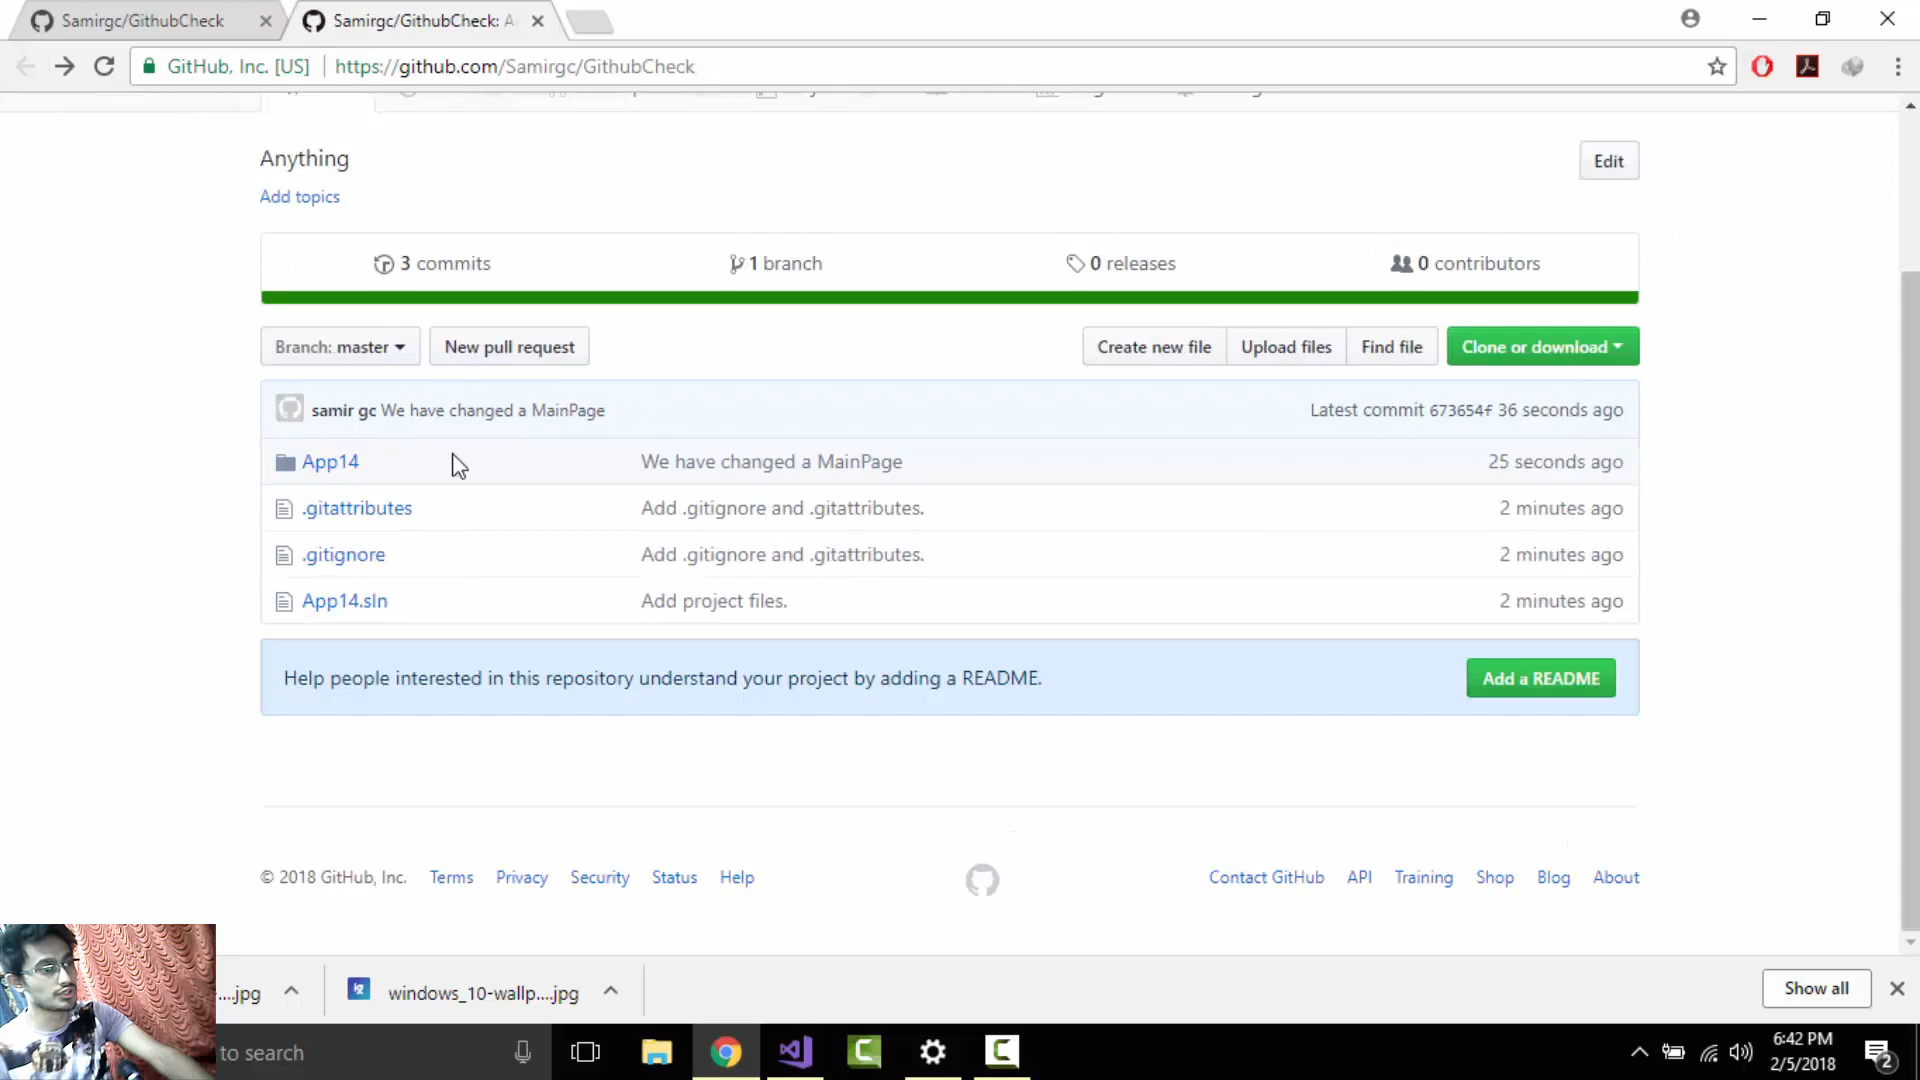 Samirgc/GithubCheck
Samirgc/GithubCheck: A
GitHub, Inc. [US] https://github.com/Samirgc/GithubCheck
Anything
Edit
Add topics
3 commits
1 branch
0 releases
0 contributors
Branch: master
New pull request
Create new file
Upload files
Find file
Clone or download
samir gc We have changed a MainPage
Latest commit 673654f 36 seconds ago
App14
We have changed a MainPage
25 seconds ago
.gitattributes
Add .gitignore and .gitattributes.
2 minutes ago
.gitignore
Add .gitignore and .gitattributes.
2 minutes ago
App14.sln
Add project files.
2 minutes ago
Help people interested in this repository understand your project by adding a README.
Add a README
© 2018 GitHub, Inc.
Terms
Privacy
Security
Status
Help
Contact GitHub
API
Training
Shop
Blog
About
....jpg
windows_10-wallp....jpg
Show all
to search
6:42 PM
2/5/2018
2